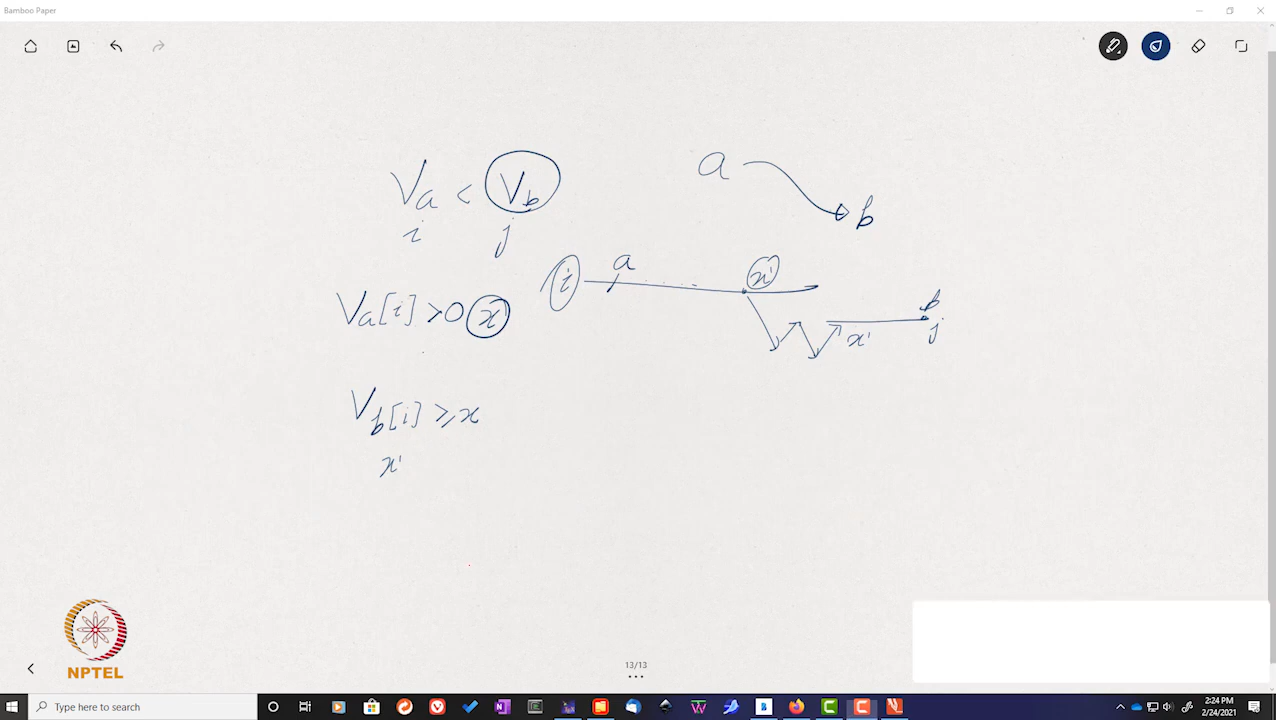 Bamboo Paper
Va < Vb
i j
a b
i a x'
Va[i] > 0 x
b
x' j
Vb[i] ≥ x
x'
NPTEL
13/13
Type here to search
2:24 PM
2/24/2021